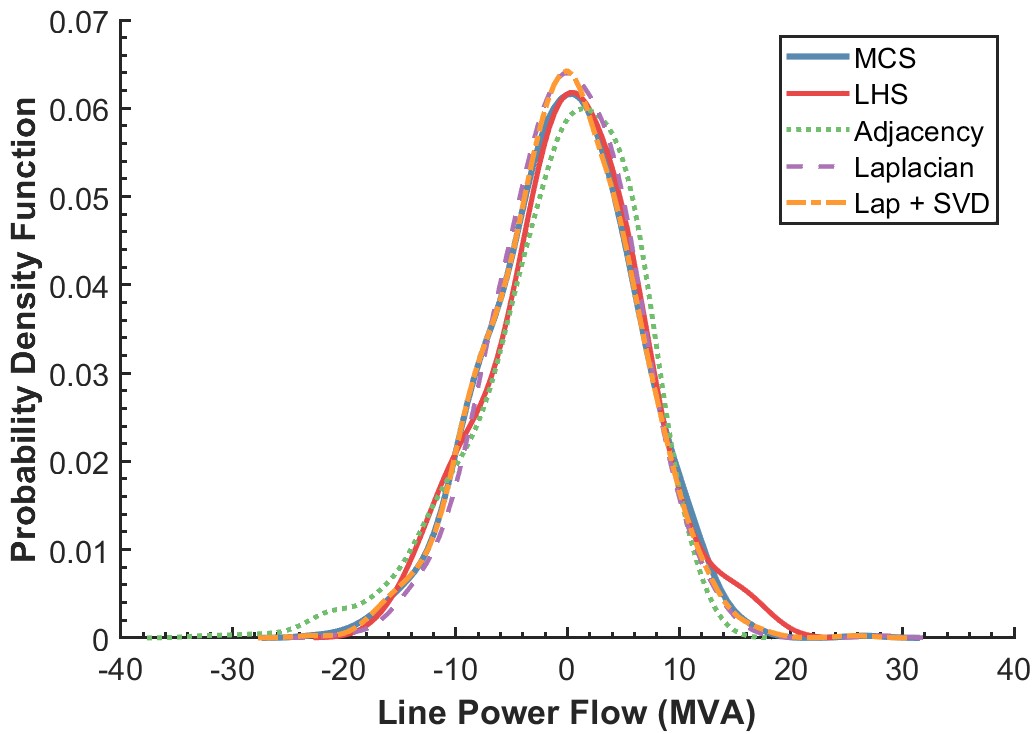 0.07
0.06
0.05
0.04
0.03
0.02
0.01
0
Probability Density Function
-40
-30
-20
-10
0
10
20
30
40
Line Power Flow (MVA)
MCS
LHS
Adjacency
Laplacian
Lap + SVD